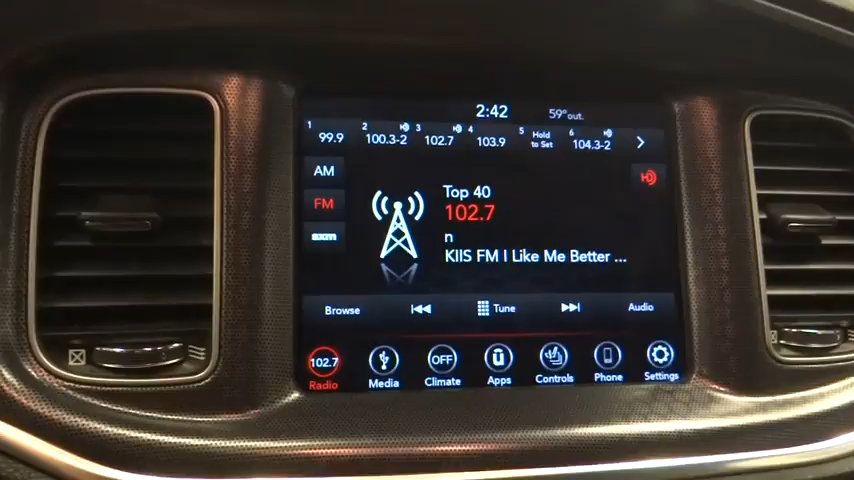 2:42 59° out.
1 99.9 2 100.3-2 3 102.7 4 103.9 5 Hold to Set 6 104.3-2
AM
FM
sxm
Top 40
102.7
n
KIIS FM I Like Me Better ...
Browse Tune Audio
102.7 OFF
Radio Media Climate Apps Controls Phone Settings